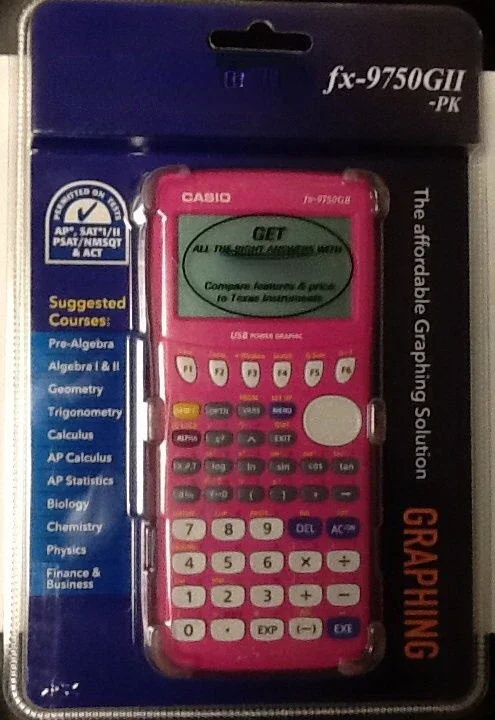 fx-9750GII
-PK
PERMITTED ON TESTS
AP*, SAT*I/II
PSAT/NMSQT
& ACT
Suggested
Courses:
Pre-Algebra
Algebra I & II
Geometry
Trigonometry
Calculus
AP Calculus
AP Statistics
Biology
Chemistry
Physics
Finance &
Business
CASIO fx-9750GII
GET
ALL THE RIGHT ANSWERS WITH
Compare features & price
to Texas Instruments
USB POWER GRAPHIC
F1 F2 F3 F4 F5 F6
SHIFT OPTN VARS MENU
ALPHA x² ^ EXIT
X,θ,T log ln sin cos tan
( ) , →
7 8 9 DEL AC/ON
4 5 6 × ÷
1 2 3 + −
0 . EXP (−) EXE
The affordable Graphing Solution
GRAPHING